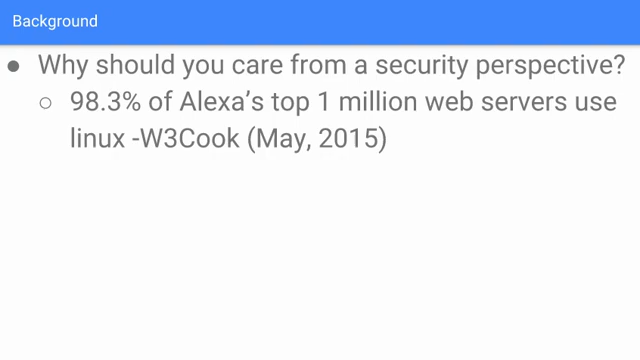 Background
● Why should you care from a security perspective?
○ 98.3% of Alexa's top 1 million web servers use
linux -W3Cook (May, 2015)